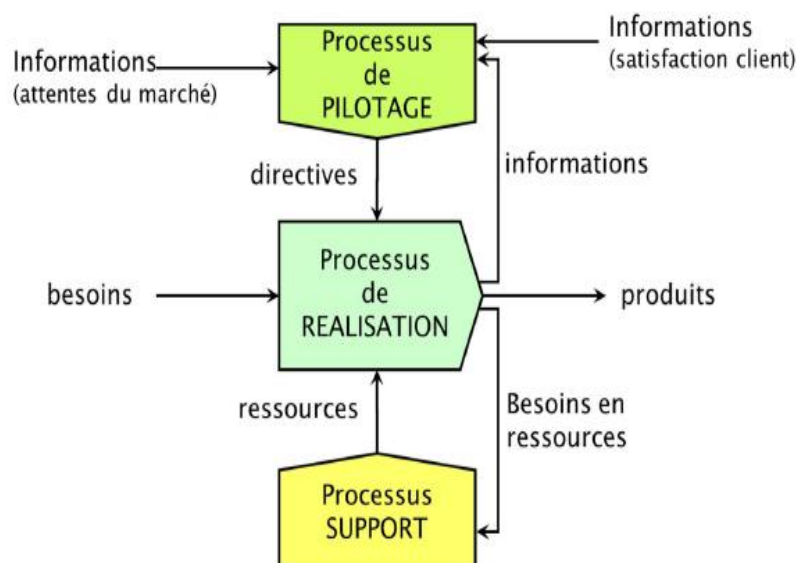 Processus
de
PILOTAGE
Informations
(satisfaction client)
Informations
(attentes du marché)
directives
informations
besoins
Processus
de
REALISATION
produits
ressources
Besoins en
ressources
Processus
SUPPORT